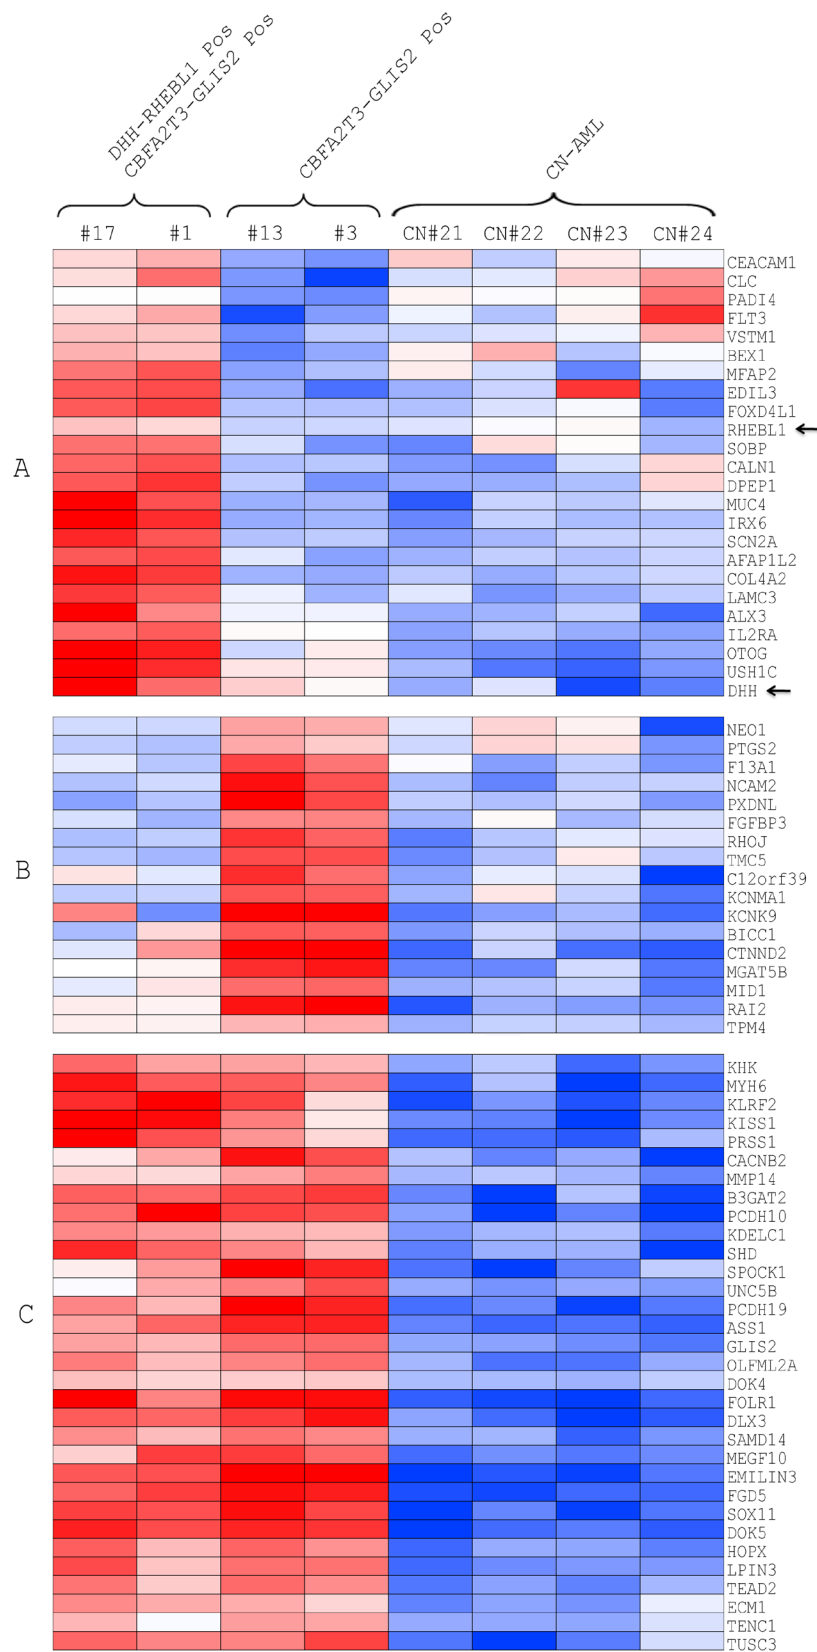 DHH-RHEBL1 Pos
CBFA2T3-GLIS2 Pos
CBFA2T3-GLIS2 Pos
CN-AML
#17 #1 #13 #3 CN#21 CN#22 CN#23 CN#24
A
CEACAM1
CLC
PADI4
FLT3
VSTM1
BEX1
MFAP2
EDIL3
FOXD4L1
RHEBL1
SOBP
CALN1
DPEP1
MUC4
IRX6
SCN2A
AFAP1L2
COL4A2
LAMC3
ALX3
IL2RA
OTOG
USH1C
DHH
B
NEO1
PTGS2
F13A1
NCAM2
PXDNL
FGFBP3
RHOJ
TMC5
C12orf39
KCNMA1
KCNK9
BICC1
CTNND2
MGAT5B
MID1
RAI2
TPM4
C
KHK
MYH6
KLRF2
KISS1
PRSS1
CACNB2
MMP14
B3GAT2
PCDH10
KDELC1
SHD
SPOCK1
UNC5B
PCDH19
ASS1
GLIS2
OLFML2A
DOK4
FOLR1
DLX3
SAMD14
MEGF10
EMILIN3
FGD5
SOX11
DOK5
HOPX
LPIN3
TEAD2
ECM1
TENC1
TUSC3